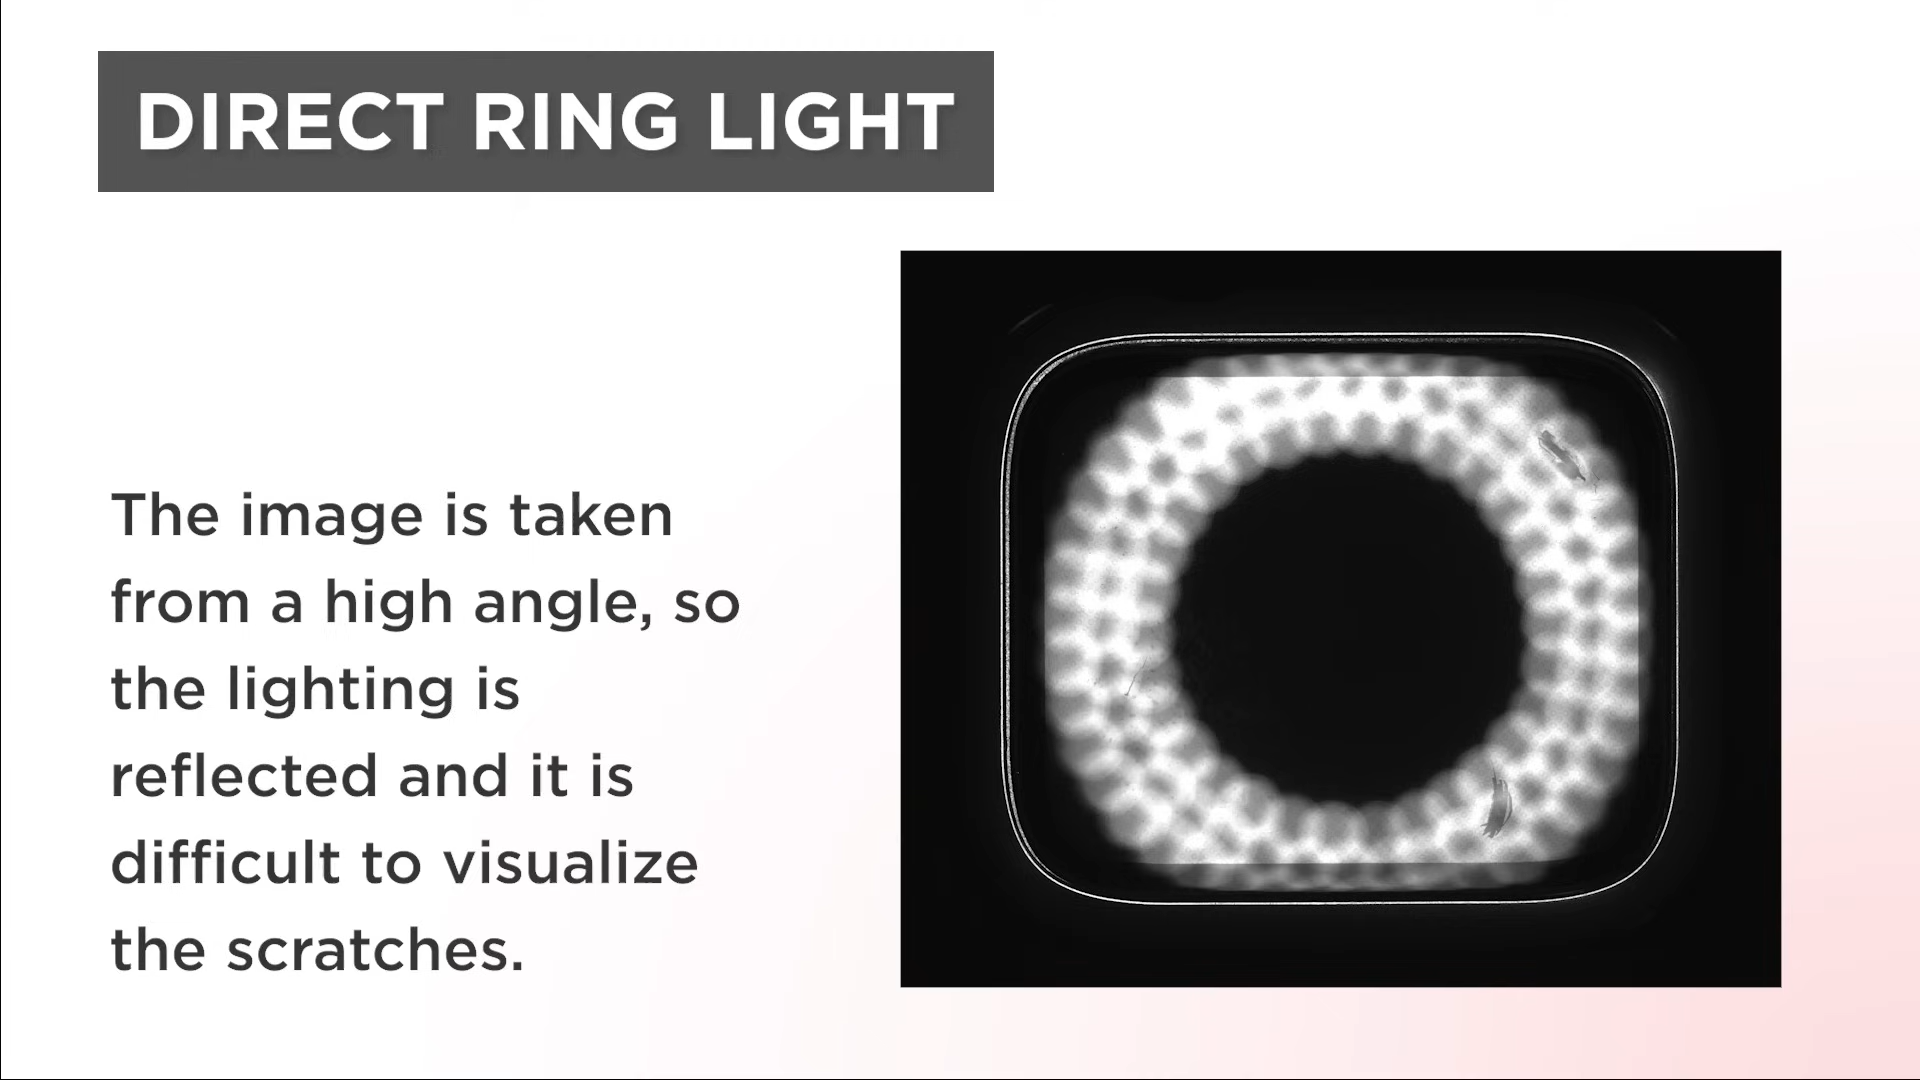 DIRECT RING LIGHT
The image is taken
from a high angle, so
the lighting is
reflected and it is
difficult to visualize
the scratches.